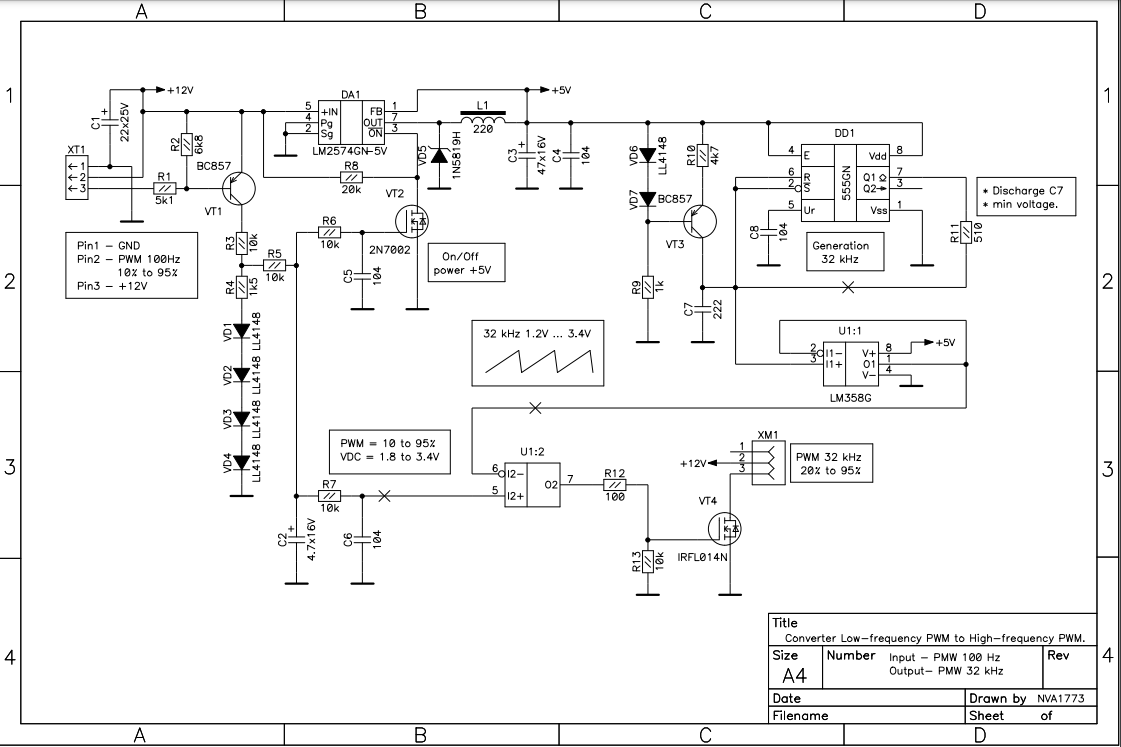 A B C D
1 1
+12V
DA1
+5V
C1 + 22x25V
R2 6k8
5 +IN FB 1
4 Pg OUT 7
2 Sg ON 3
LM2574GN-5V
L1
220
VD5 1N5819H
C3 + 47x16V
C4 104
VD6 LL4148
R10 4k7
DD1
4 E Vdd 8
6 R Q1 Ω 7
2 S Q2 3
5 Ur Vss 1
555GN
XT1
1
2
3
BC857
R1
5k1
VT1
R8
20k
VT2
VD7 BC857
VT3
* Discharge C7
* min voltage.
R3 10k
R6
10k
2N7002
C8 104
R11 510
Pin1 - GND
Pin2 - PWM 100Hz
10% to 95%
Pin3 - +12V
R5
10k
R4 1k5
C5 104
On/Off
power +5V
R9 1k
C7 222
Generation
32 kHz
2 2
VD1 LL4148
VD2 LL4148
VD3 LL4148
VD4 LL4148
32 kHz 1.2V ... 3.4V
U1:1
2 I1-
3 I1+
V+ 8
O1 1
V- 4
+5V
LM358G
PWM = 10 to 95%
VDC = 1.8 to 3.4V
U1:2
6 I2-
5 I2+
O2 7
R12
100
XM1
1
+12V 2
3
PWM 32 kHz
20% to 95%
3 3
R7
10k
C2 + 4.7x16V
C6 104
VT4
R13 10k
IRFL014N
4 4
Title
Converter Low-frequency PWM to High-frequency PWM.
Size
A4
Number Input - PMW 100 Hz
Output- PMW 32 kHz
Rev
Date
Drawn by NVA1773
Filename
Sheet of
A B C D